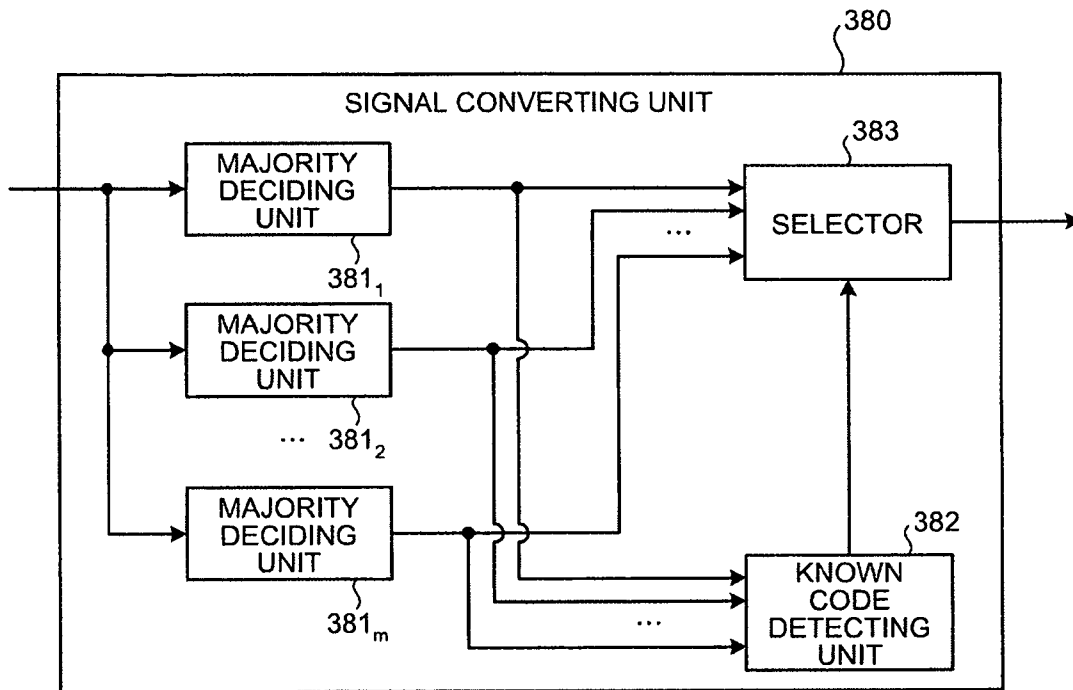 380
SIGNAL CONVERTING UNIT
383
MAJORITY
DECIDING
UNIT
381₁
SELECTOR
...
MAJORITY
DECIDING
UNIT
381₂
...
MAJORITY
DECIDING
UNIT
381ₘ
382
KNOWN
CODE
DETECTING
UNIT
...